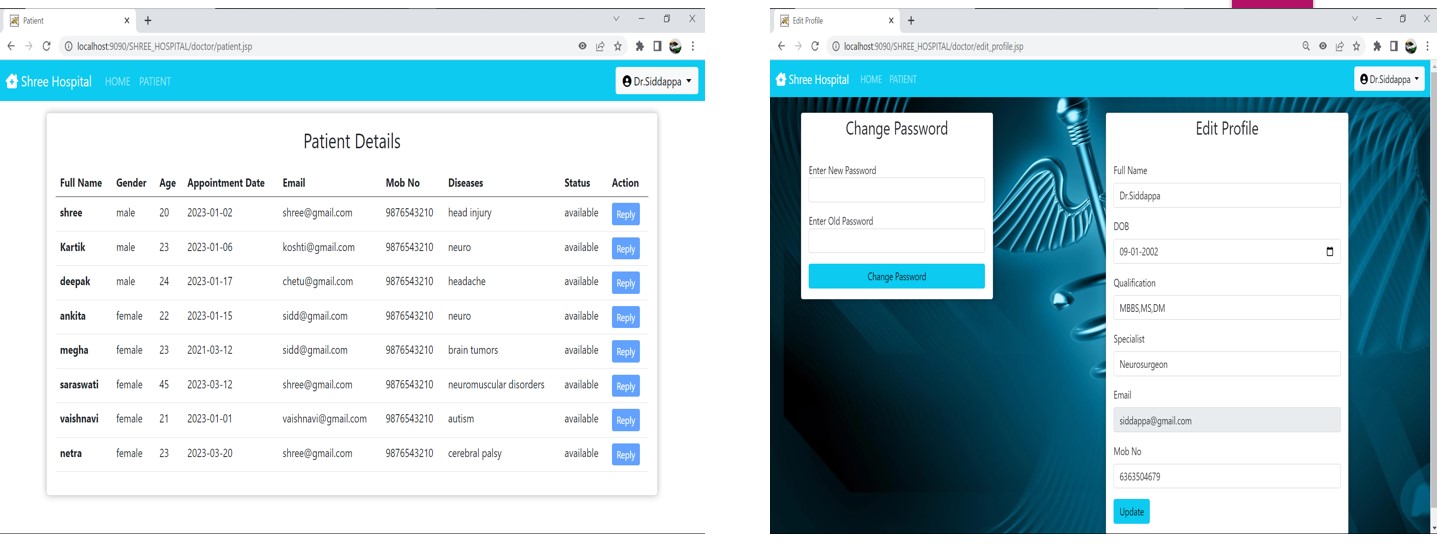 Patient
localhost:9090/SHREE_HOSPITAL/doctor/patient.jsp
Shree Hospital HOME PATIENT Dr.Siddappa
Patient Details
Full Name Gender Age Appointment Date Email Mob No Diseases Status Action
shree male 20 2023-01-02 shree@gmail.com 9876543210 head injury available Reply
Kartik male 23 2023-01-06 koshti@gmail.com 9876543210 neuro available Reply
deepak male 24 2023-01-17 chetu@gmail.com 9876543210 headache available Reply
ankita female 22 2023-01-15 sidd@gmail.com 9876543210 neuro available Reply
megha female 23 2021-03-12 sidd@gmail.com 9876543210 brain tumors available Reply
saraswati female 45 2023-03-12 shree@gmail.com 9876543210 neuromuscular disorders available Reply
vaishnavi female 21 2023-01-01 vaishnavi@gmail.com 9876543210 autism available Reply
netra female 23 2023-03-20 shree@gmail.com 9876543210 cerebral palsy available Reply
Edit Profile
localhost:9090/SHREE_HOSPITAL/doctor/edit_profile.jsp
Shree Hospital HOME PATIENT Dr.Siddappa
Change Password
Enter New Password
Enter Old Password
Change Password
Edit Profile
Full Name
Dr.Siddappa
DOB
09-01-2002
Qualification
MBBS,MS,DM
Specialist
Neurosurgeon
Email
siddappa@gmail.com
Mob No
6363504679
Update